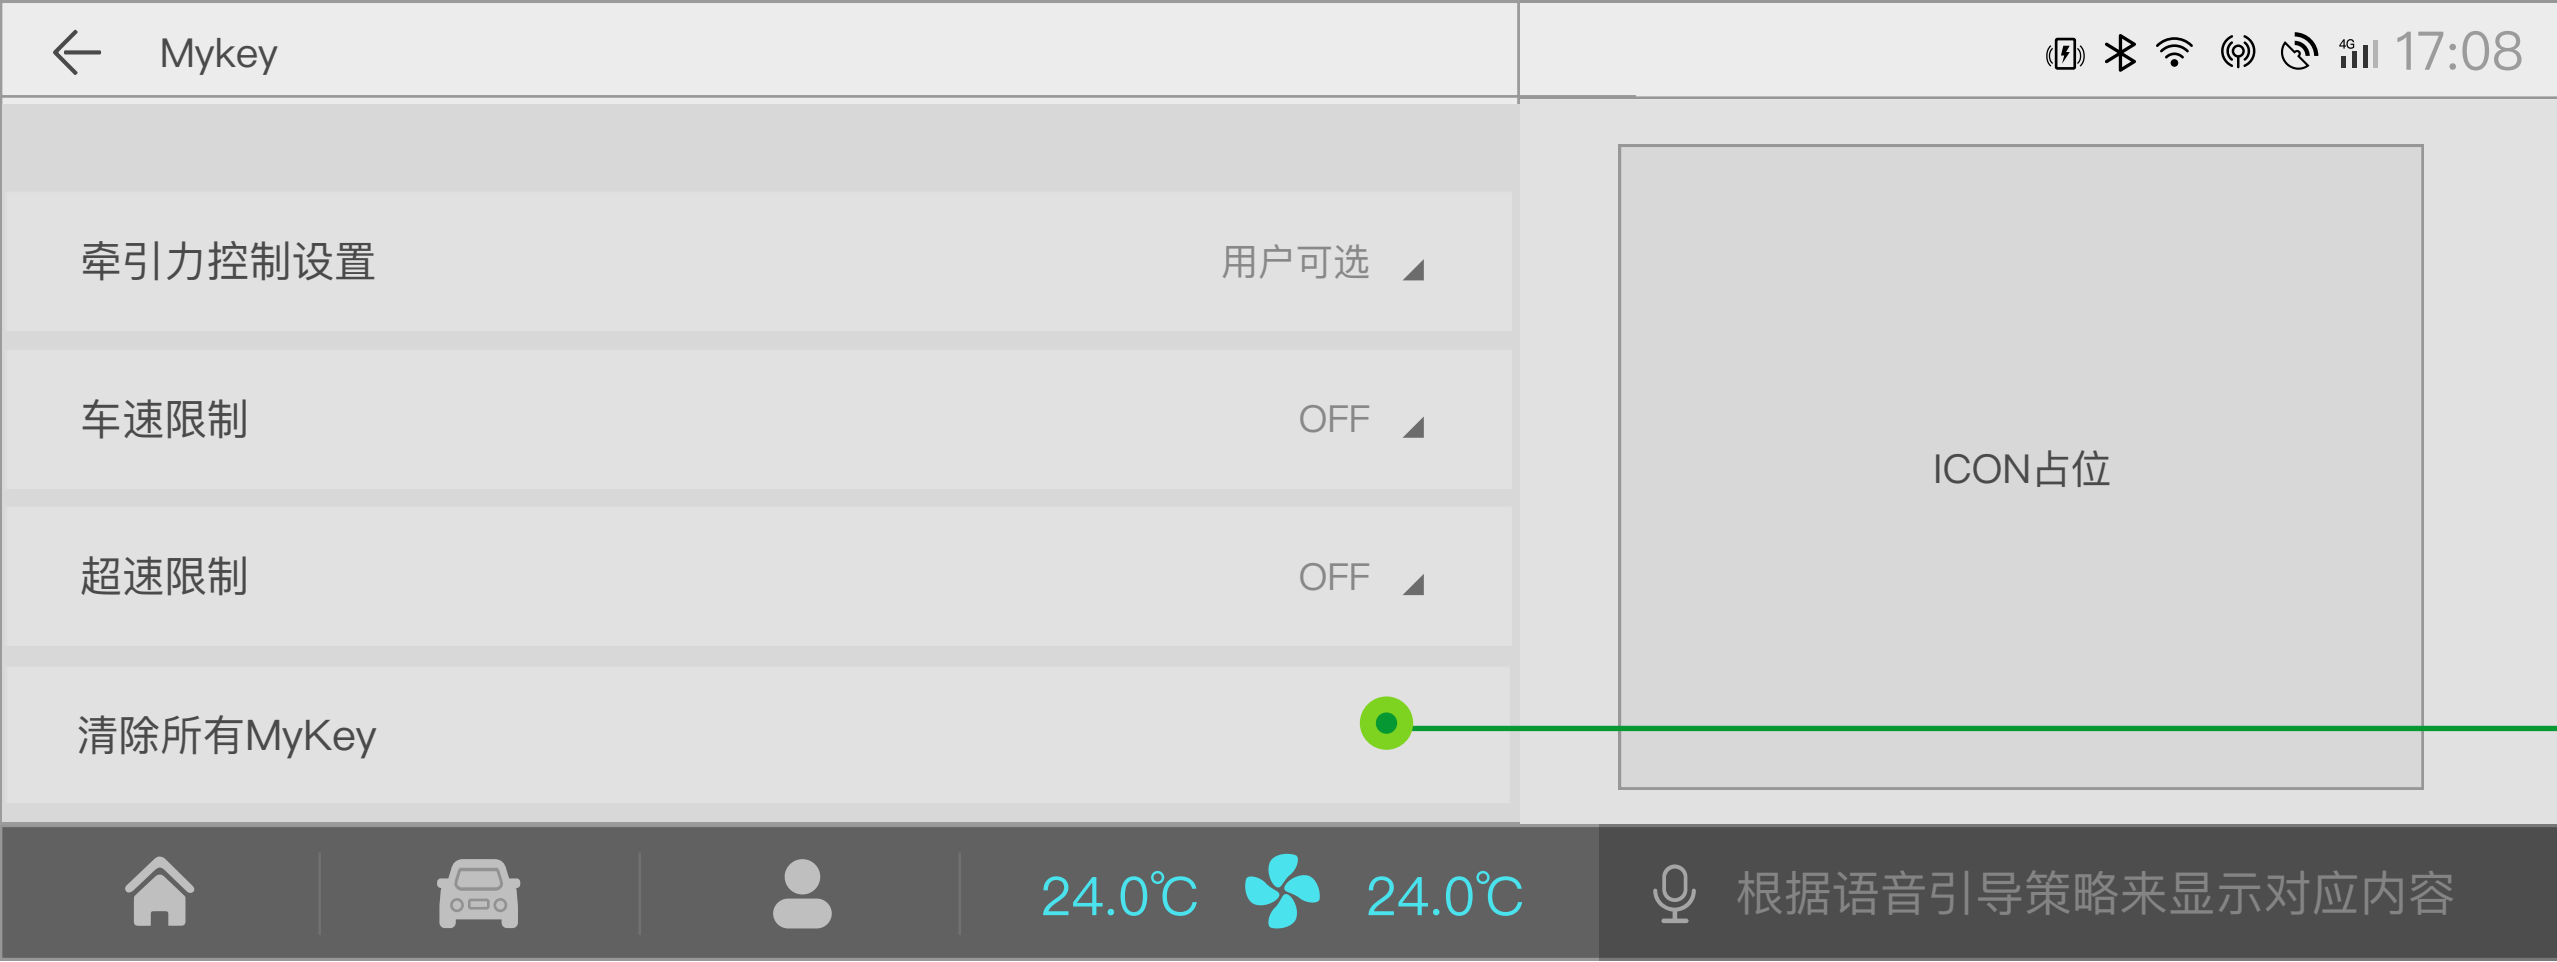 Mykey
4G 17:08
牵引力控制设置 用户可选
车速限制 OFF
超速限制 OFF
清除所有MyKey
ICON占位
24.0℃ 24.0℃
根据语音引导策略来显示对应内容